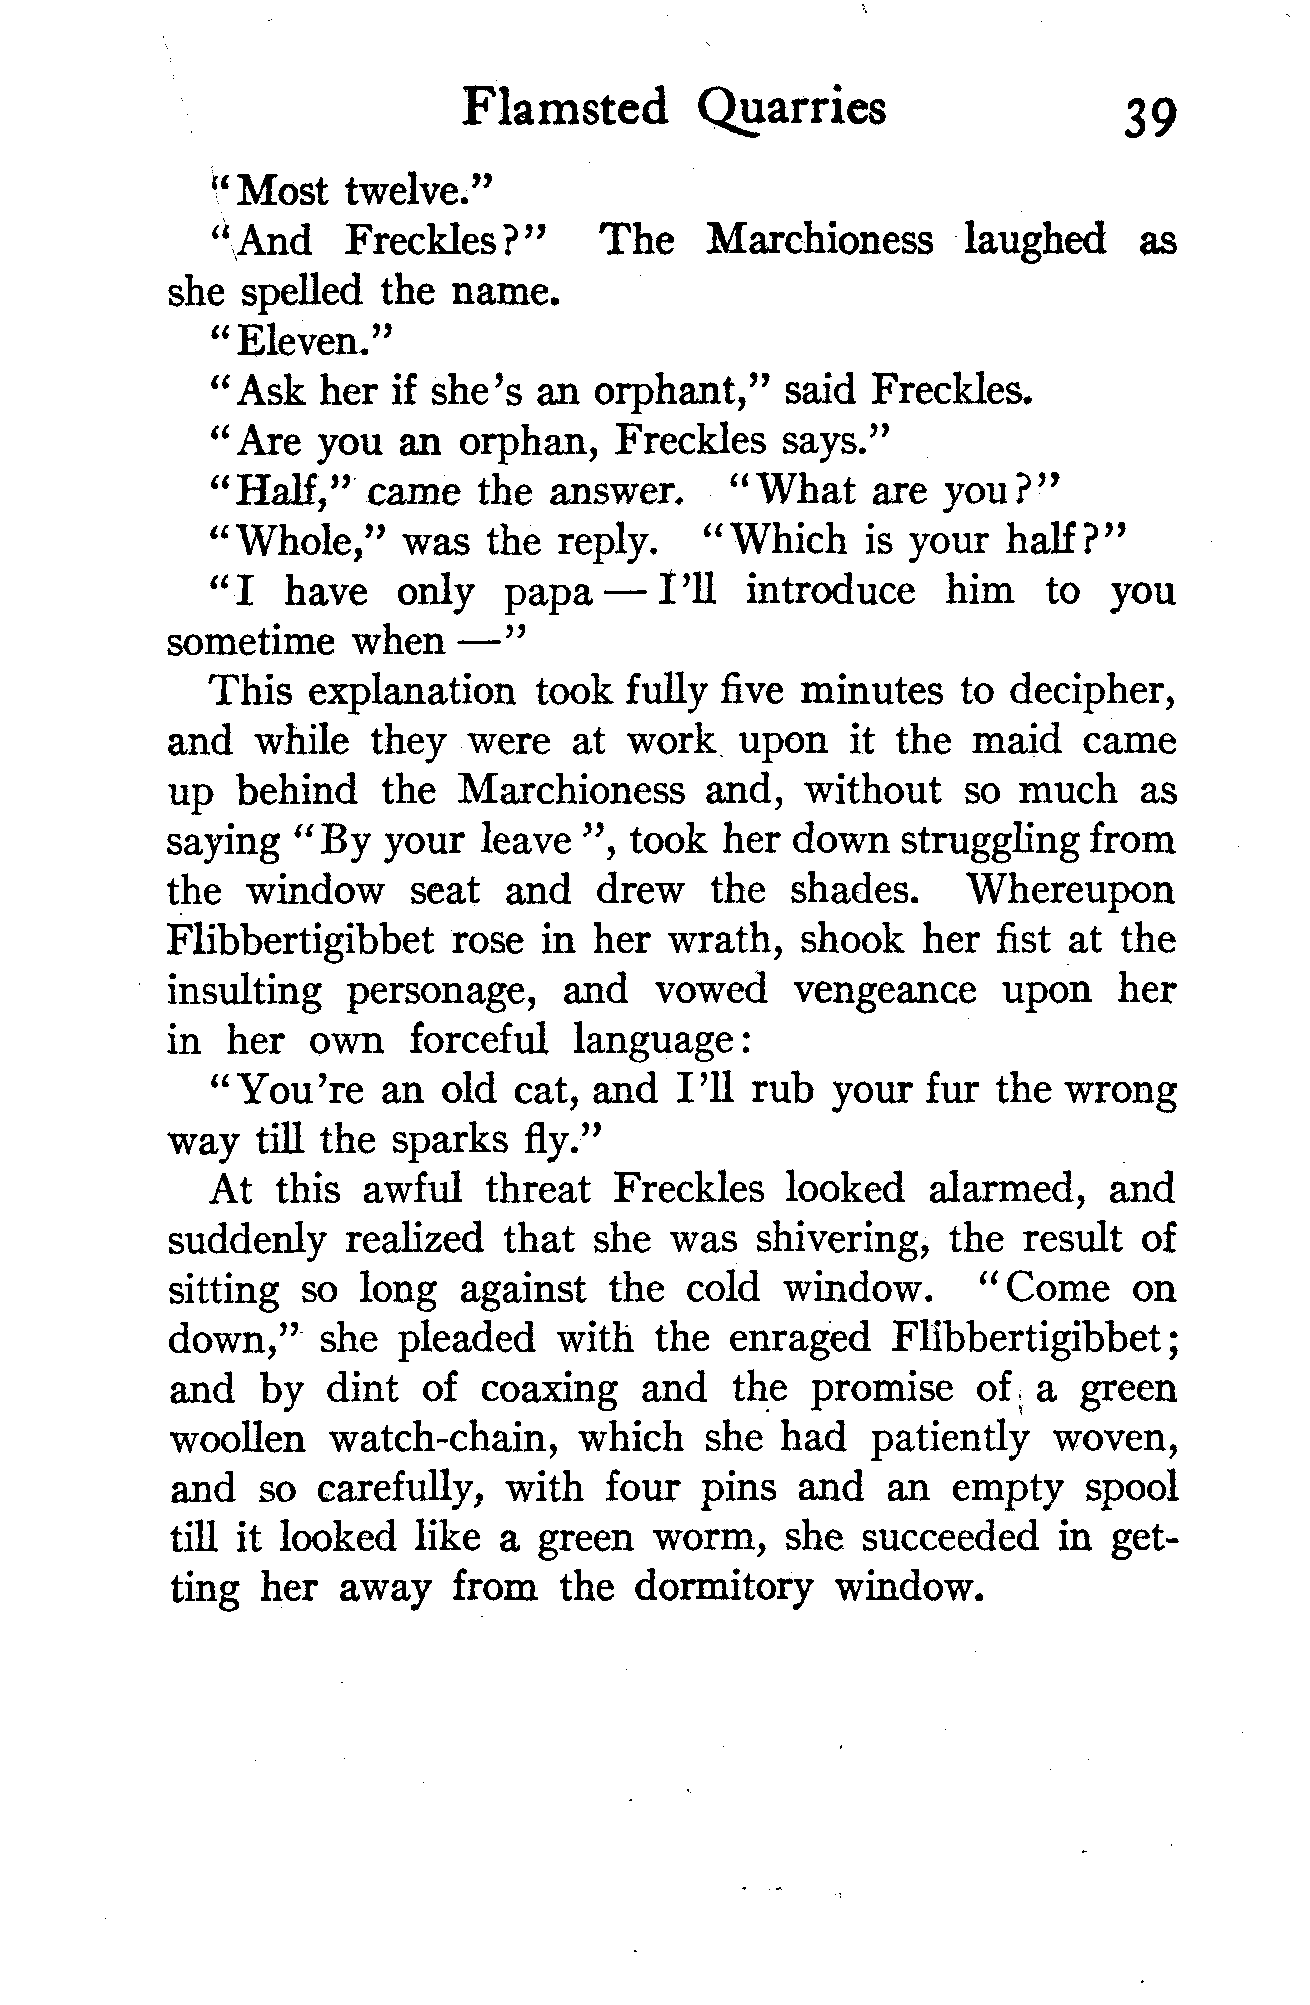 Flamsted Quarries 39
"Most twelve."
"And Freckles?" The Marchioness laughed as
she spelled the name.
"Eleven."
"Ask her if she's an orphant," said Freckles.
"Are you an orphan, Freckles says."
"Half," came the answer. "What are you?"
"Whole," was the reply. "Which is your half?"
"I have only papa — I'll introduce him to you
sometime when —"
This explanation took fully five minutes to decipher,
and while they were at work upon it the maid came
up behind the Marchioness and, without so much as
saying "By your leave", took her down struggling from
the window seat and drew the shades. Whereupon
Flibbertigibbet rose in her wrath, shook her fist at the
insulting personage, and vowed vengeance upon her
in her own forceful language:
"You're an old cat, and I'll rub your fur the wrong
way till the sparks fly."
At this awful threat Freckles looked alarmed, and
suddenly realized that she was shivering, the result of
sitting so long against the cold window. "Come on
down," she pleaded with the enraged Flibbertigibbet;
and by dint of coaxing and the promise of a green
woollen watch-chain, which she had patiently woven,
and so carefully, with four pins and an empty spool
till it looked like a green worm, she succeeded in get-
ting her away from the dormitory window.